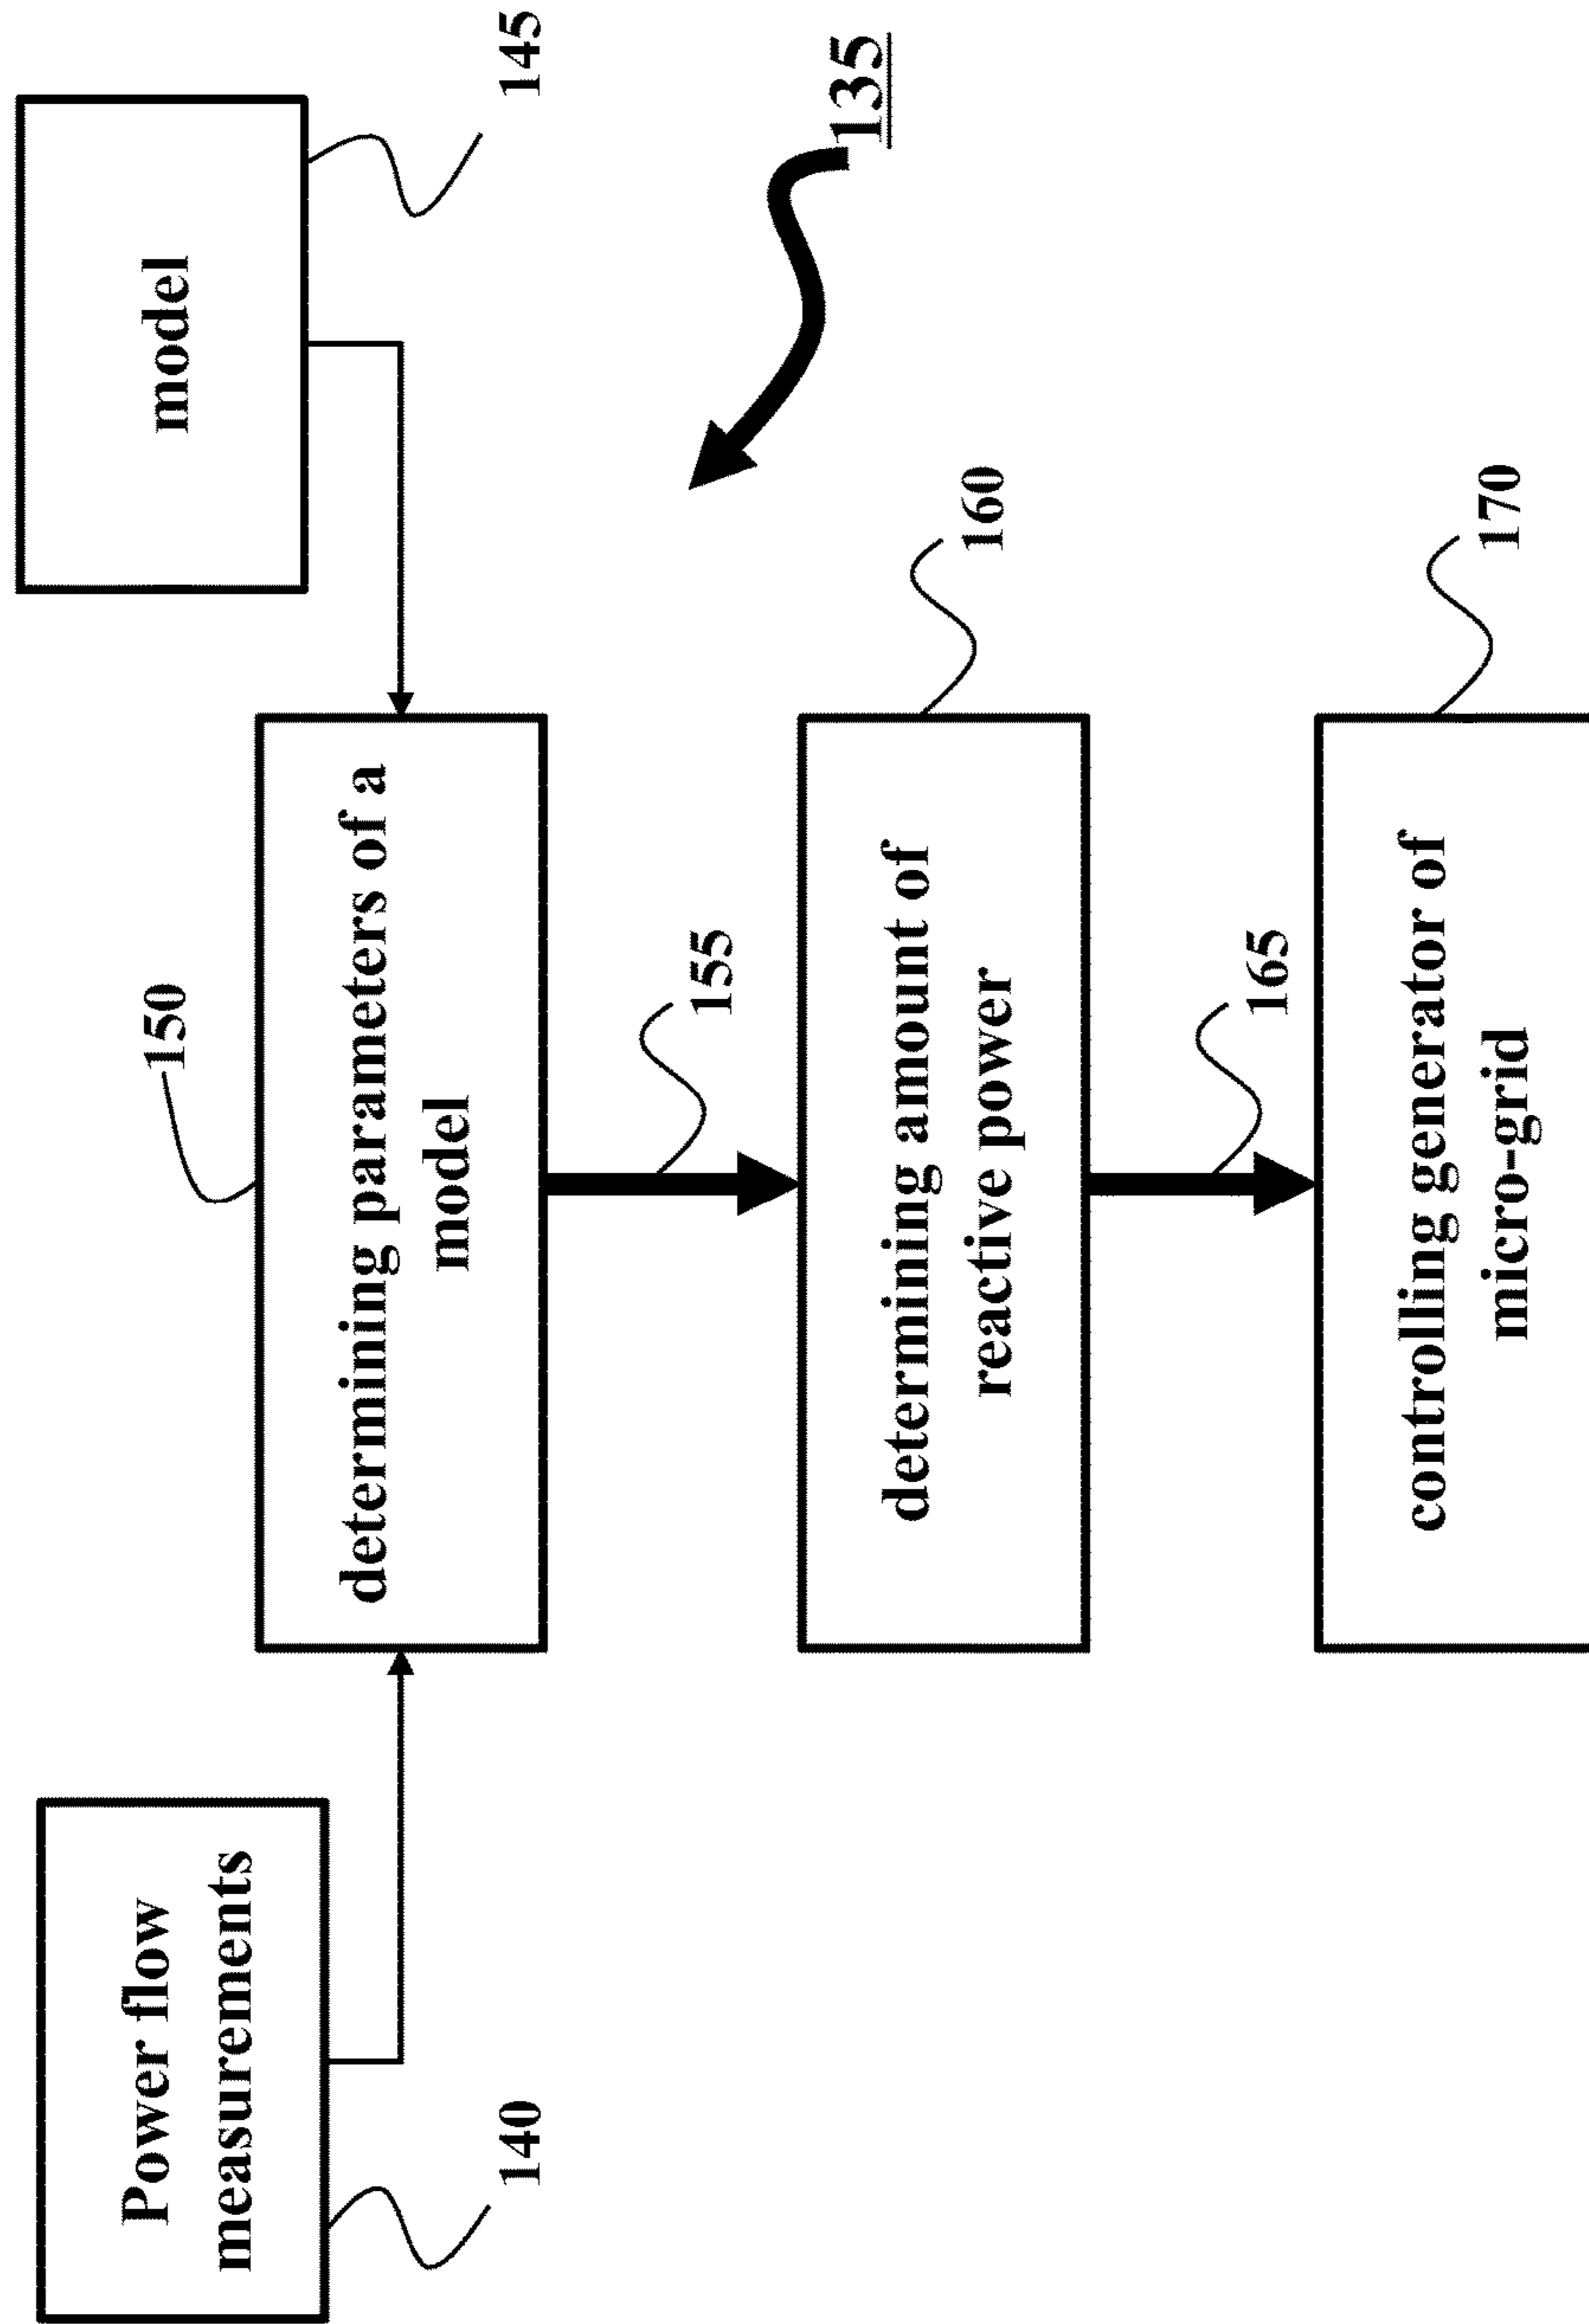 Power flow
measurements
140
model
145
150
determining parameters of a
model
155
135
determining amount of
reactive power
160
165
controlling generator of
micro-grid
170